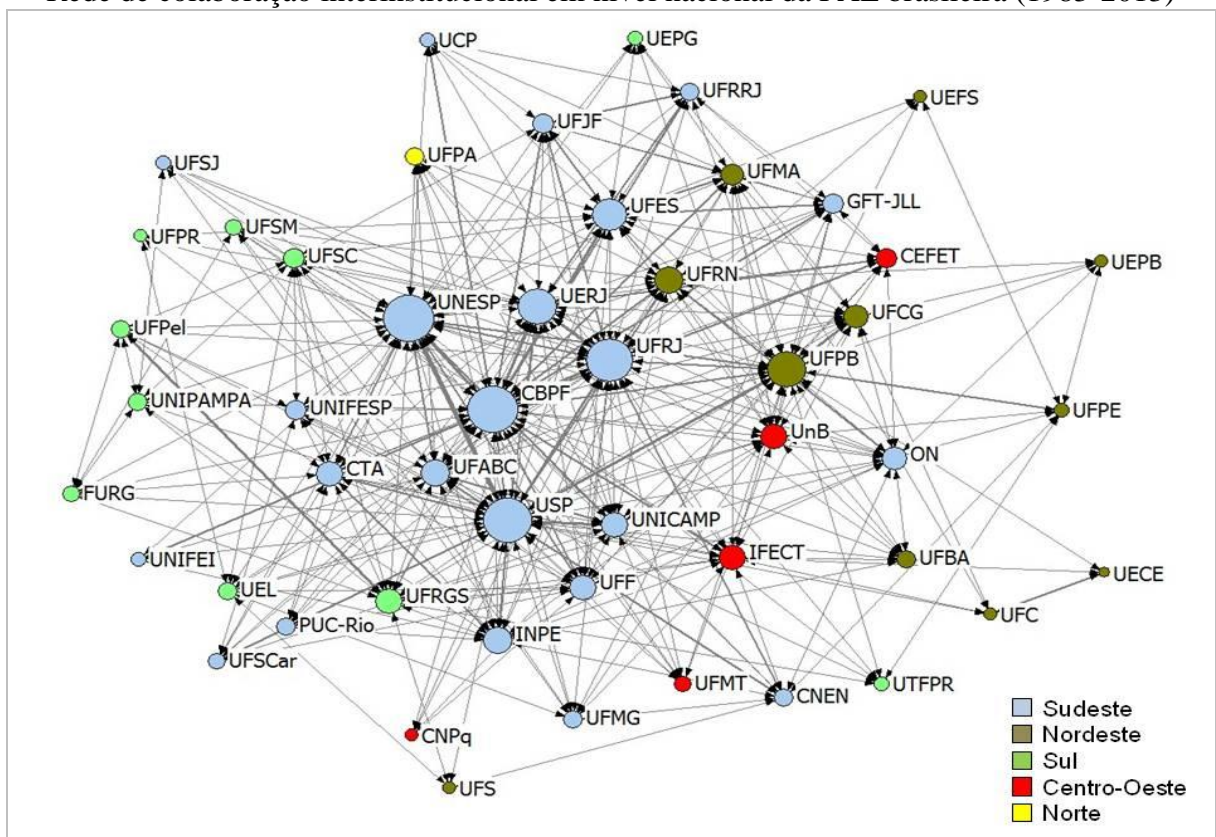 Rede de colaboração interinstitucional em nível nacional da FAE brasileira (1983-2013)
UCP
UEPG
UFRRJ
UEFS
UFJF
UFPA
UFSJ
UFMA
GFT-JLL
UFES
UFSM
UFPR
UFSC
CEFET
UEPB
UFRN
UNESP
UERJ
UFCG
UFPel
UFRJ
UFPB
CBPF
UNIPAMPA
UNIFESP
UFPE
UnB
ON
CTA
UFABC
FURG
USP
UNICAMP
IFECT
UNIFEI
UFBA
UECE
UEL
UFRGS
UFF
UFC
PUC-Rio
INPE
UFSCar
UFMT
CNEN
UTFPR
UFMG
CNPq
UFS
Sudeste
Nordeste
Sul
Centro-Oeste
Norte